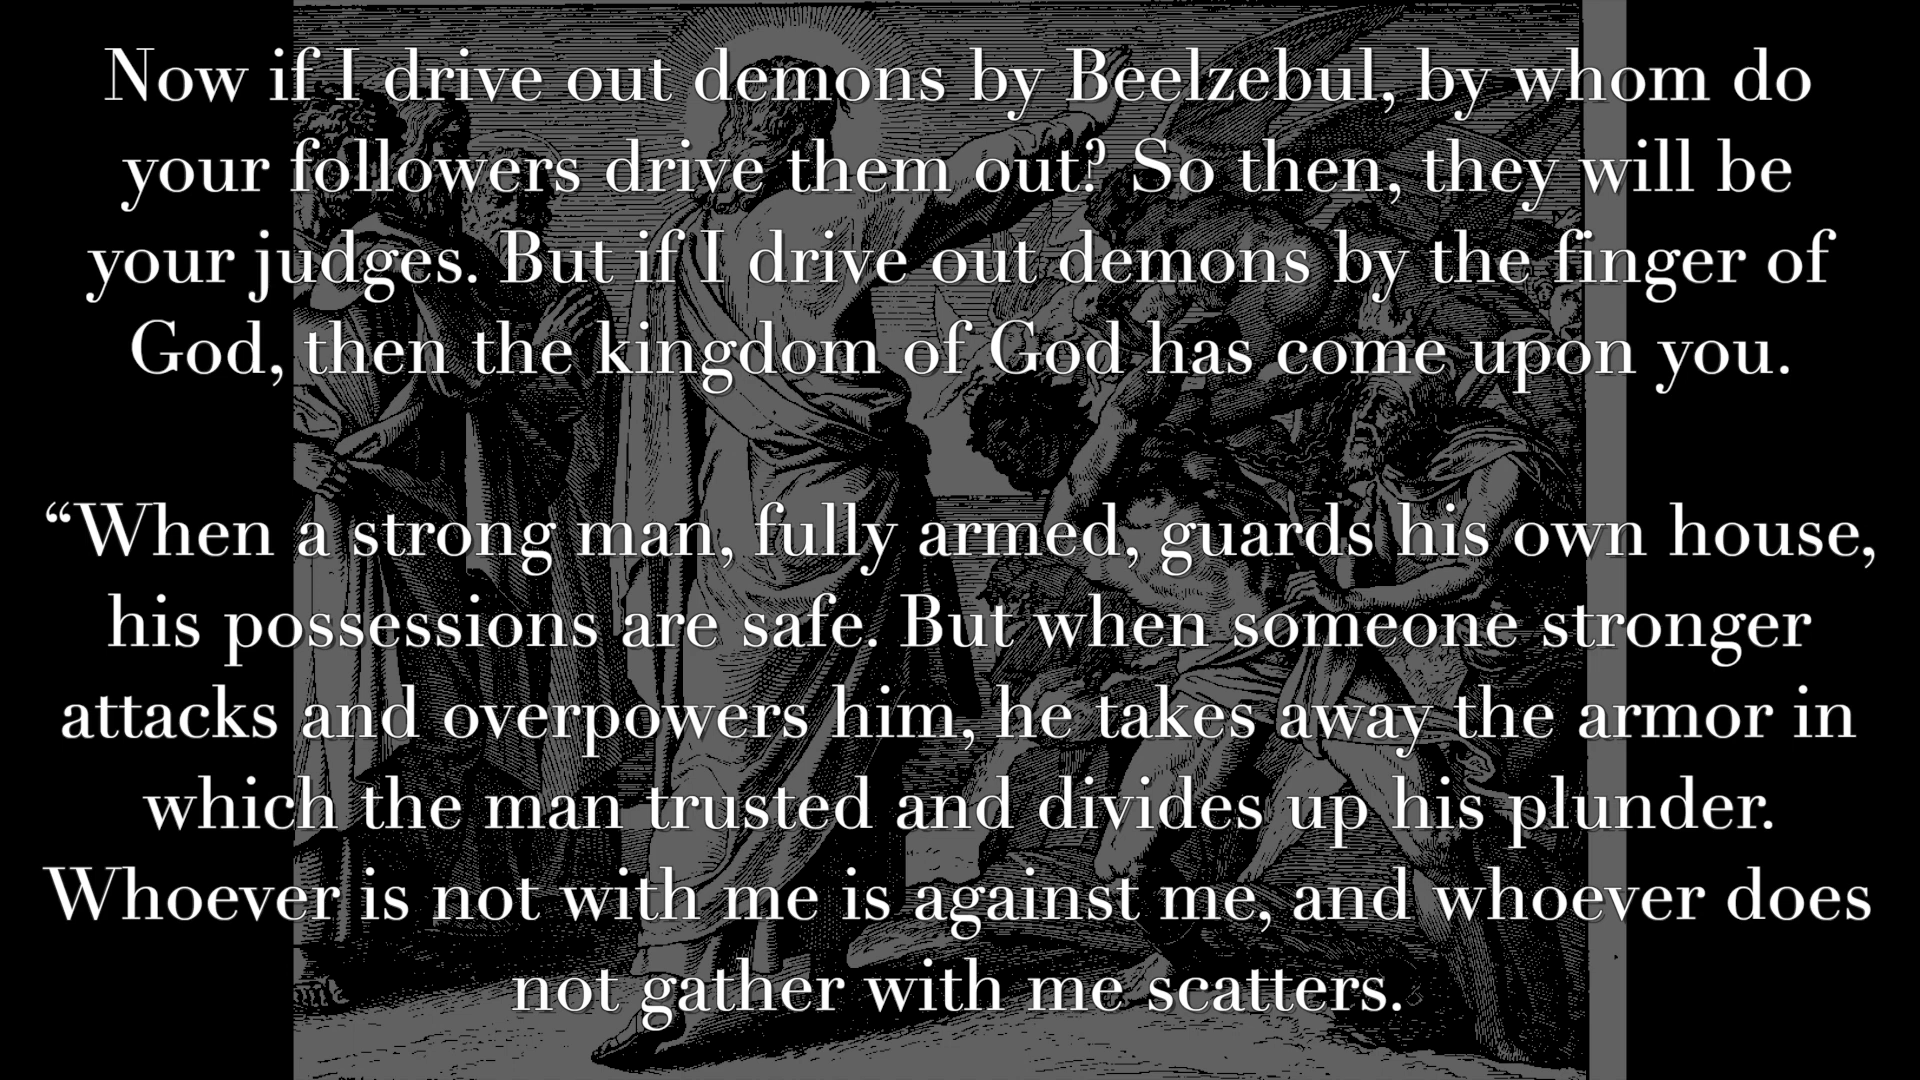 Now if I drive out demons by Beelzebul, by whom do
your followers drive them out? So then, they will be
your judges. But if I drive out demons by the finger of
God, then the kingdom of God has come upon you.
“When a strong man, fully armed, guards his own house,
his possessions are safe. But when someone stronger
attacks and overpowers him, he takes away the armor in
which the man trusted and divides up his plunder.
Whoever is not with me is against me, and whoever does
not gather with me scatters.